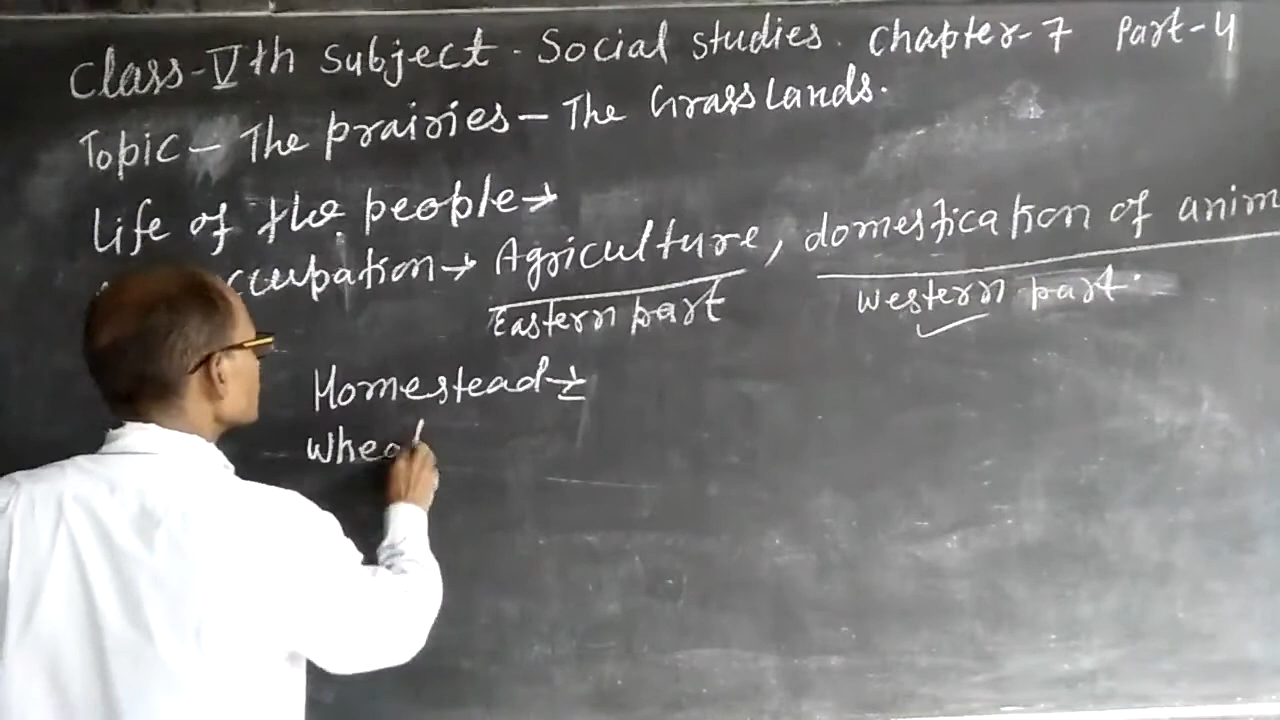 Class-Vth Subject - Social studies. Chapter-7 Part-4
Topic - The prairies - The GrassLands.
Life of the people→
ccupation→ Agriculture, domestication of anim
Eastern part western part.
Homestead:-
Whea